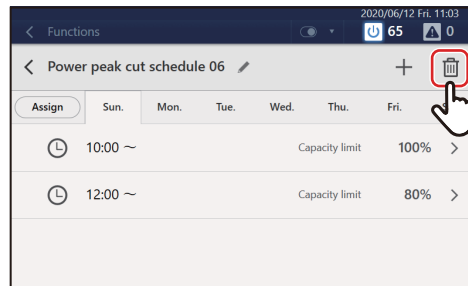 2020/06/12 Fri. 11:03
Functions 65 0
Power peak cut schedule 06
Assign Sun. Mon. Tue. Wed. Thu. Fri.
10:00 ~ Capacity limit 100%
12:00 ~ Capacity limit 80%